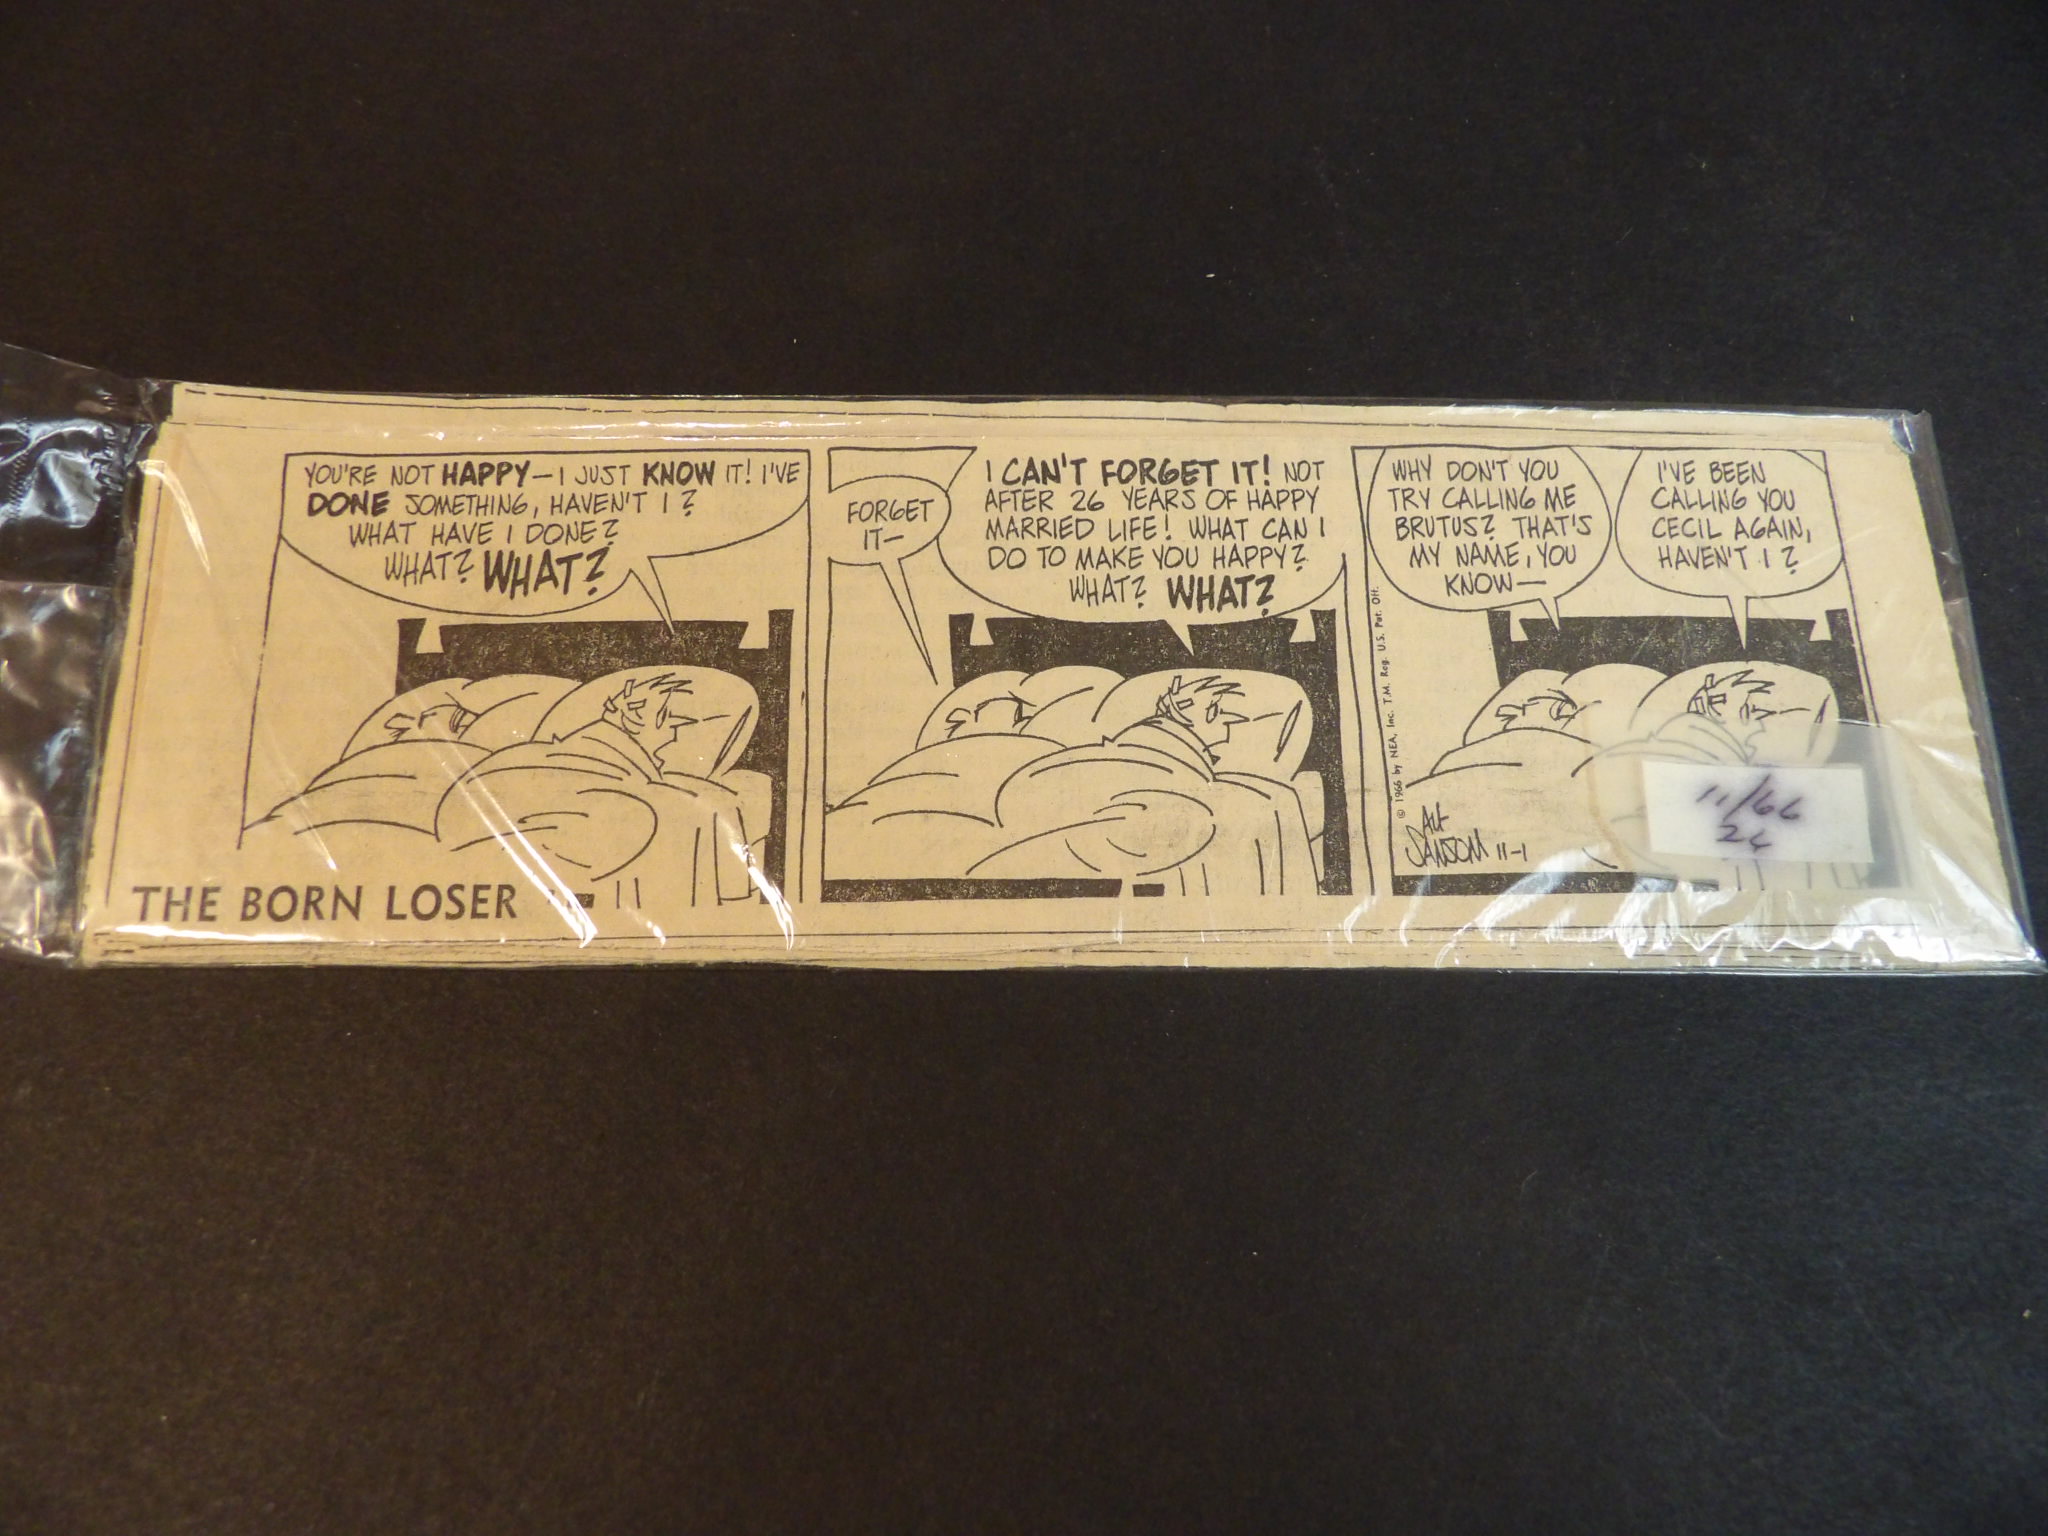 YOU'RE NOT HAPPY — I JUST KNOW IT! I'VE
DONE SOMETHING, HAVEN'T I?
WHAT HAVE I DONE?
WHAT? WHAT?
FORGET
IT—
I CAN'T FORGET IT! NOT
AFTER 26 YEARS OF HAPPY
MARRIED LIFE! WHAT CAN I
DO TO MAKE YOU HAPPY?
WHAT? WHAT?
WHY DON'T YOU
TRY CALLING ME
BRUTUS? THAT'S
MY NAME, YOU
KNOW—
I'VE BEEN
CALLING YOU
CECIL AGAIN,
HAVEN'T I?
© 1966 by NEA, Inc. T.M. Reg. U.S. Pat. Off.
ART
SANSOM 11-1
11/66
26
THE BORN LOSER